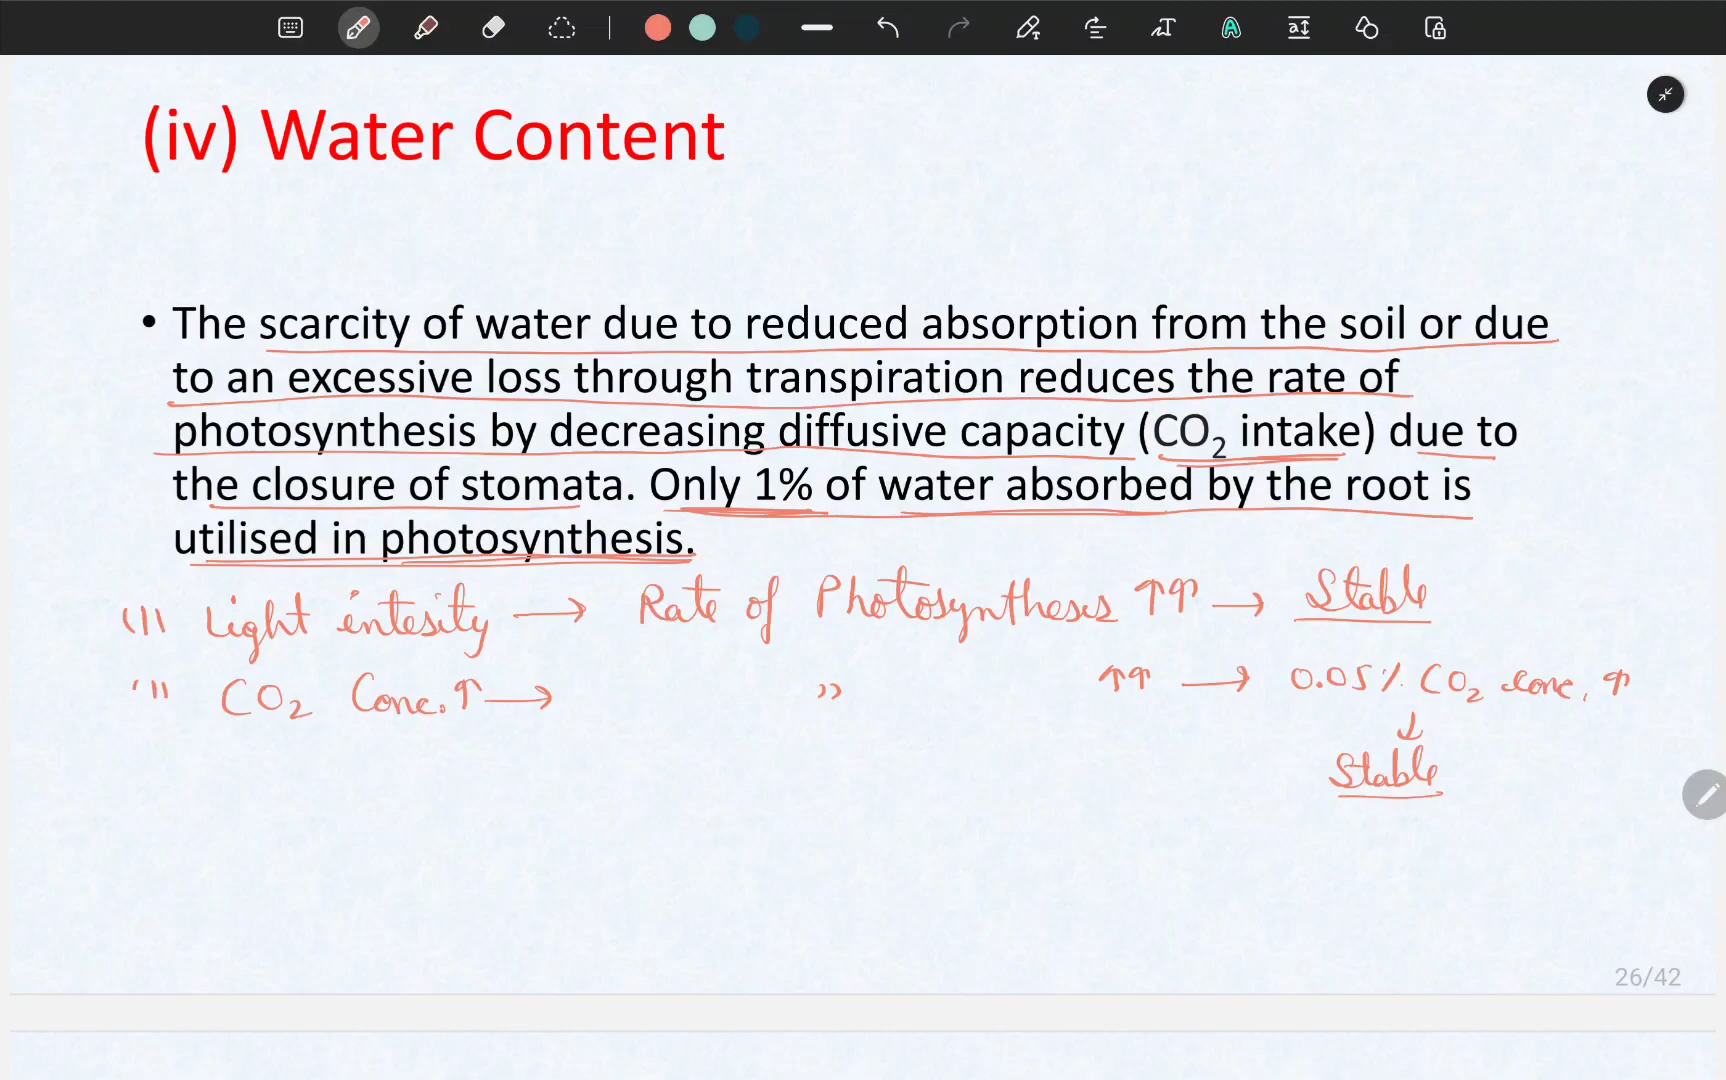 (iv) Water Content
• The scarcity of water due to reduced absorption from the soil or due
to an excessive loss through transpiration reduces the rate of
photosynthesis by decreasing diffusive capacity (CO₂ intake) due to
the closure of stomata. Only 1% of water absorbed by the root is
utilised in photosynthesis.
(1) Light intesity → Rate of Photosynthesis ↑↑ → Stable
'11 CO₂ Conc.↑ → " ↑↑ → 0.05% CO₂ conc. ↑
↓
Stable
26/42